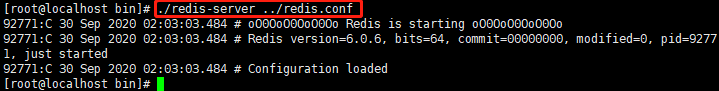 [root@localhost bin]# ./redis-server ../redis.conf
92771:C 30 Sep 2020 02:03:03.484 # oO0OoO0OoO0Oo Redis is starting oO0OoO0OoO0Oo
92771:C 30 Sep 2020 02:03:03.484 # Redis version=6.0.6, bits=64, commit=00000000, modified=0, pid=9277
1, just started
92771:C 30 Sep 2020 02:03:03.484 # Configuration loaded
[root@localhost bin]#